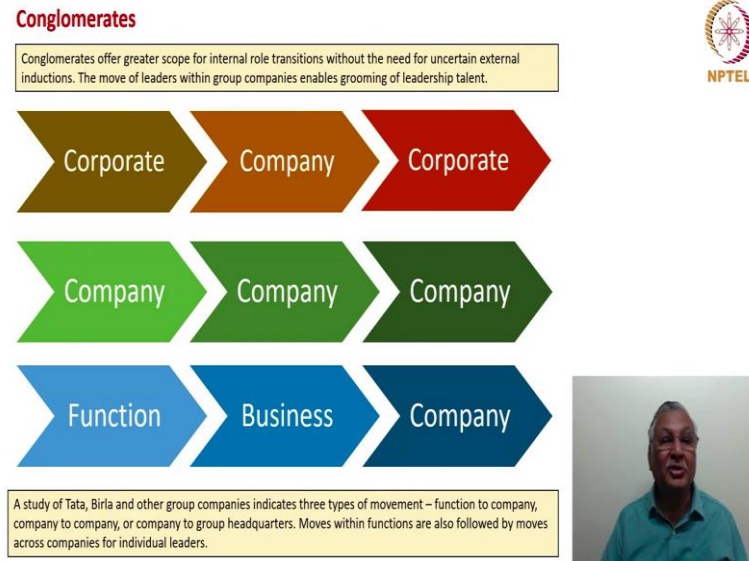 Conglomerates
Conglomerates offer greater scope for internal role transitions without the need for uncertain external
inductions. The move of leaders within group companies enables grooming of leadership talent.
NPTEL
Corporate
Company
Corporate
Company
Company
Company
Function
Business
Company
A study of Tata, Birla and other group companies indicates three types of movement – function to company,
company to company, or company to group headquarters. Moves within functions are also followed by moves
across companies for individual leaders.